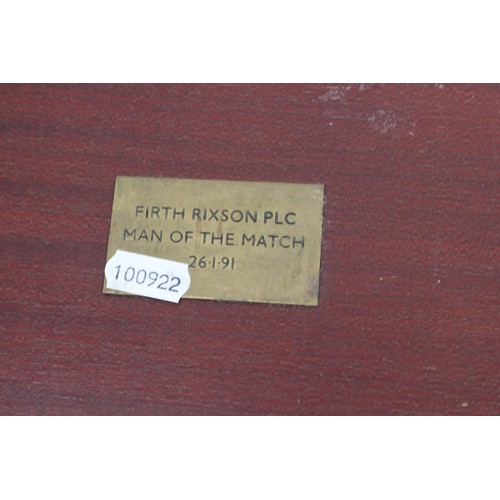 FIRTH RIXSON PLC
MAN OF THE MATCH
26·1·91
100922